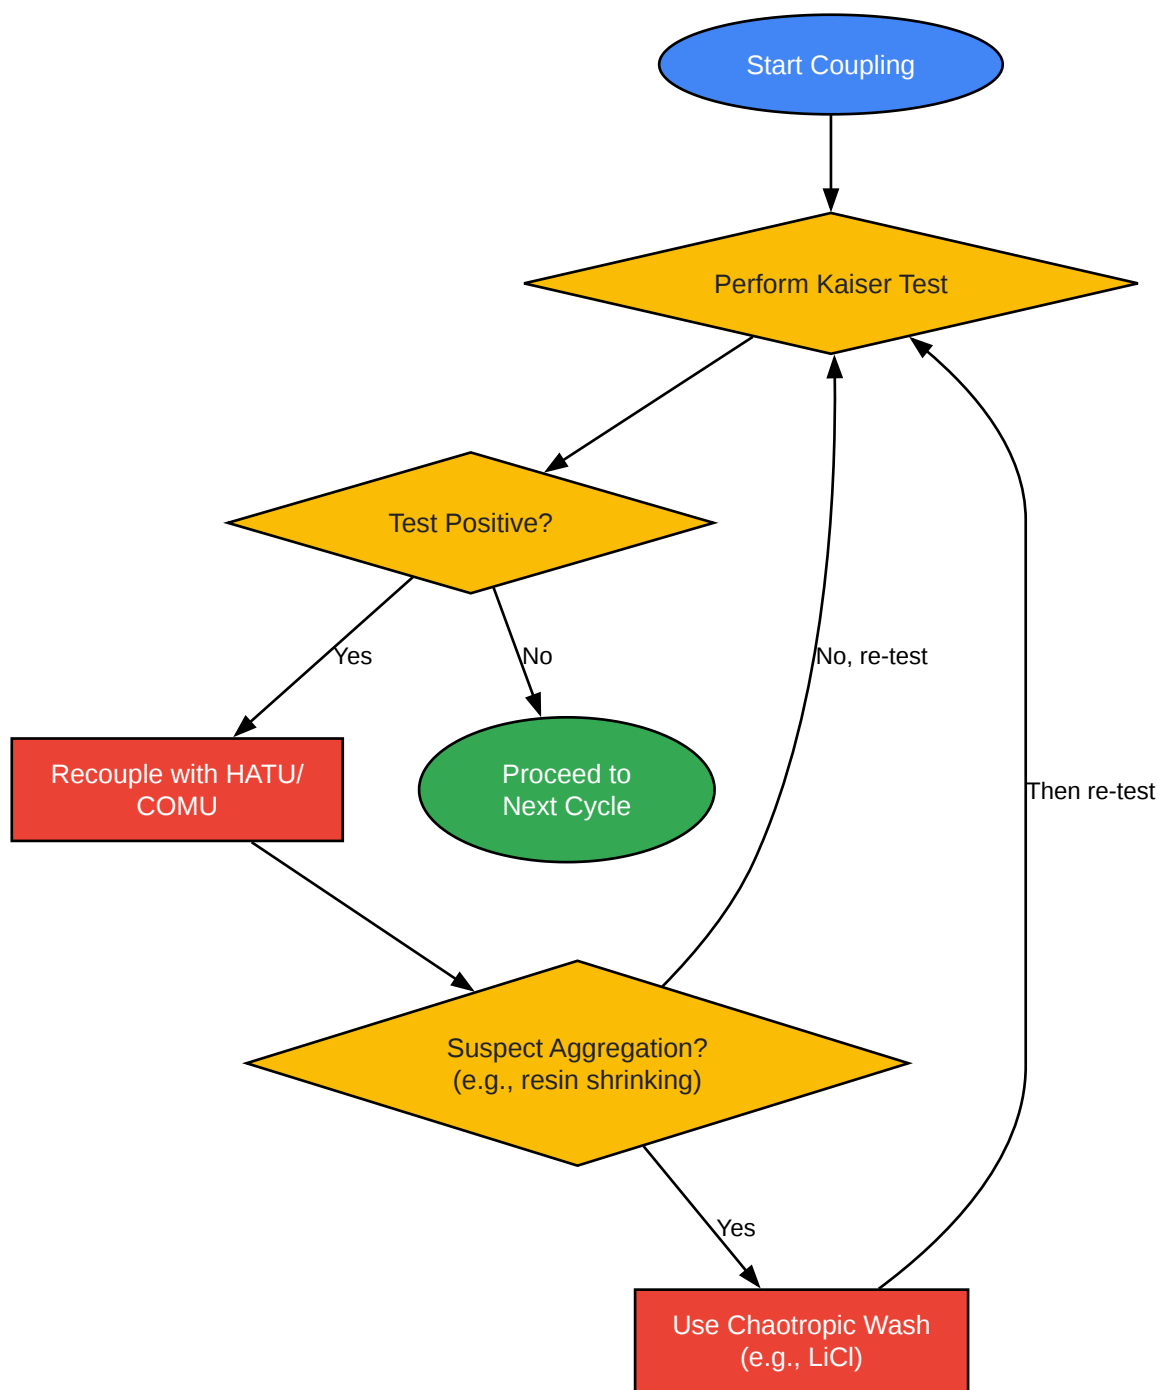 Start Coupling
Perform Kaiser Test
Test Positive?
Yes
No
No, re-test
Recouple with HATU/
COMU
Proceed to
Next Cycle
Then re-test
Suspect Aggregation?
(e.g., resin shrinking)
Yes
Use Chaotropic Wash
(e.g., LiCl)